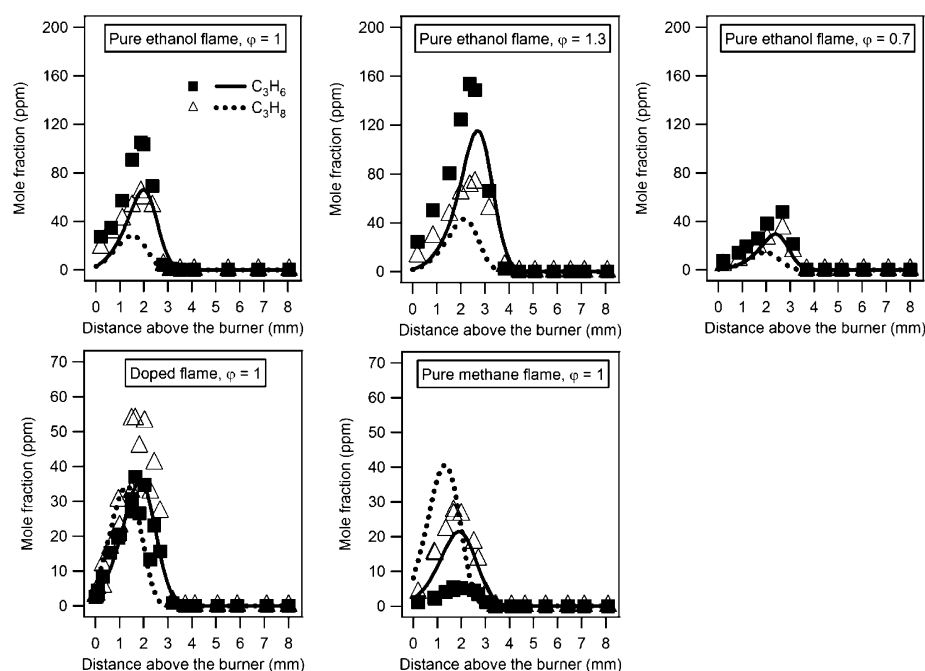 Pure ethanol flame, φ = 1
C3H6
C3H8
Mole fraction (ppm)
200
160
120
80
40
0
0 1 2 3 4 5 6 7 8
Distance above the burner (mm)
Pure ethanol flame, φ = 1.3
Mole fraction (ppm)
200
160
120
80
40
0
0 1 2 3 4 5 6 7 8
Distance above the burner (mm)
Pure ethanol flame, φ = 0.7
Mole fraction (ppm)
200
160
120
80
40
0
0 1 2 3 4 5 6 7 8
Distance above the burner (mm)
Doped flame, φ = 1
Mole fraction (ppm)
70
60
50
40
30
20
10
0
0 1 2 3 4 5 6 7 8
Distance above the burner (mm)
Pure methane flame, φ = 1
Mole fraction (ppm)
70
60
50
40
30
20
10
0
0 1 2 3 4 5 6 7 8
Distance above the burner (mm)